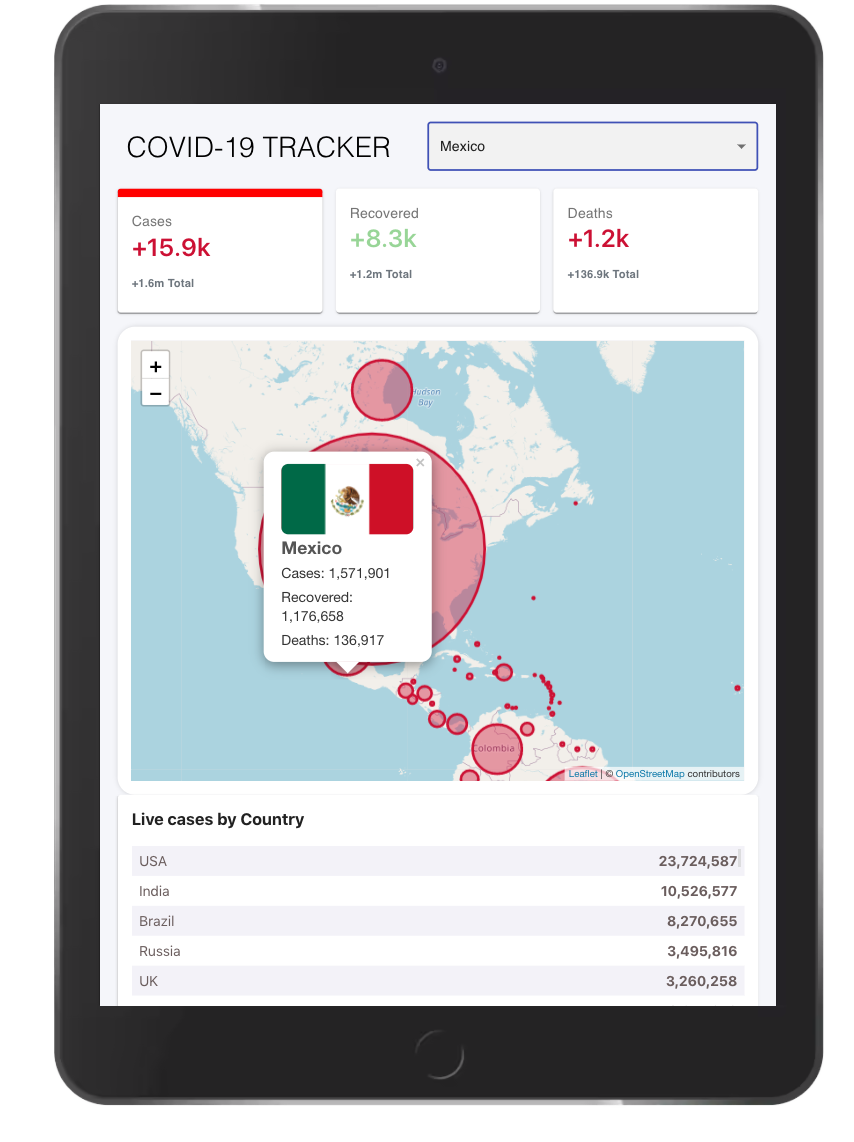 COVID-19 TRACKER
Mexico
Cases
+15.9k
+1.6m Total
Recovered
+8.3k
+1.2m Total
Deaths
+1.2k
+136.9k Total
+
−
Hudson
Bay
×
Mexico
Cases: 1,571,901
Recovered:
1,176,658
Deaths: 136,917
Colombia
Leaflet | © OpenStreetMap contributors
Live cases by Country
USA 23,724,587
India 10,526,577
Brazil 8,270,655
Russia 3,495,816
UK 3,260,258